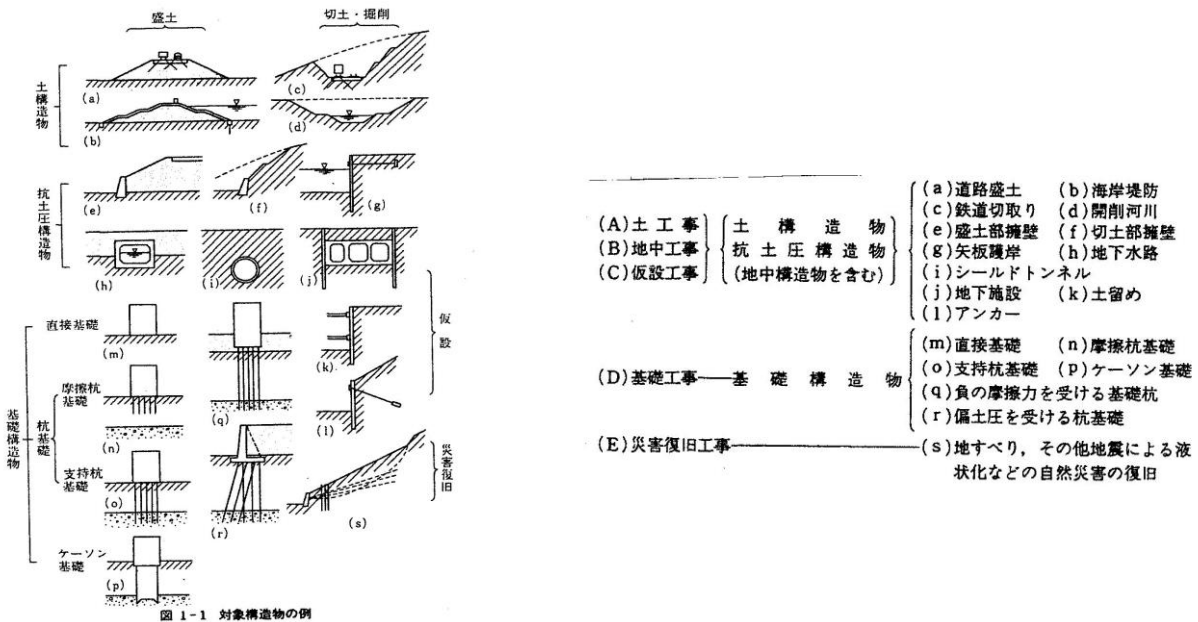 盛土
切土・掘削
土構造物
(a)
(b)
(c)
(d)
抗土圧構造物
(e)
(f)
(g)
(h)
(i)
(j)
仮設
基礎構造物
直接基礎
(m)
(k)
杭基礎
摩擦杭
基礎
(n)
(q)
(l)
支持杭
基礎
(o)
(r)
(s)
災害復旧
ケーソン
基礎
(p)
図 1-1 対象構造物の例
(A)土工事
(B)地中工事
(C)仮設工事
土構造物
抗土圧構造物
(地中構造物を含む)
(a)道路盛土 (b)海岸堤防
(c)鉄道切取り (d)開削河川
(e)盛土部擁壁 (f)切土部擁壁
(g)矢板護岸 (h)地下水路
(i)シールドトンネル
(j)地下施設 (k)土留め
(l)アンカー
(D)基礎工事 基礎構造物
(m)直接基礎 (n)摩擦杭基礎
(o)支持杭基礎 (p)ケーソン基礎
(q)負の摩擦力を受ける基礎杭
(r)偏土圧を受ける杭基礎
(E)災害復旧工事 (s)地すべり，その他地震による液
状化などの自然災害の復旧